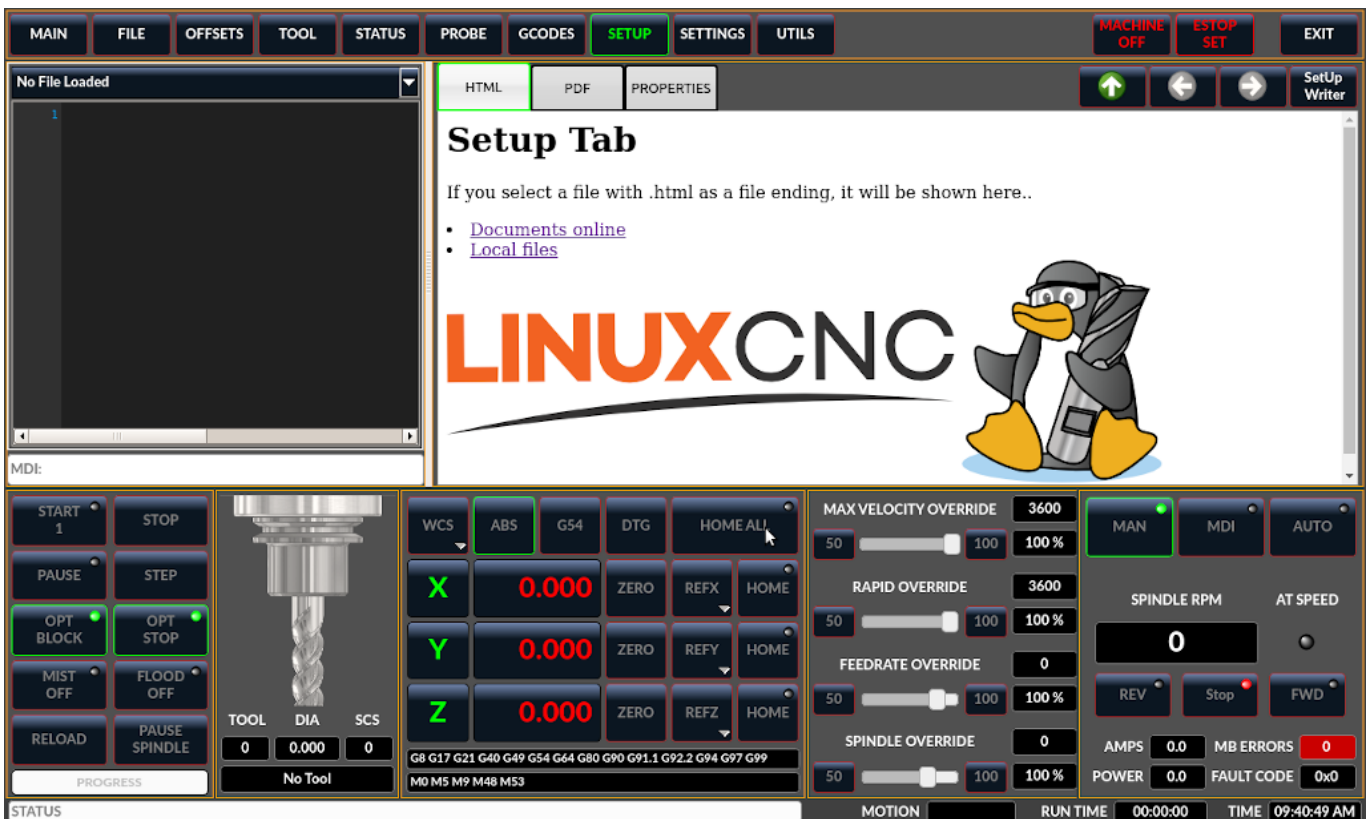 MAIN FILE OFFSETS TOOL STATUS PROBE GCODES SETUP SETTINGS UTILS MACHINE OFF ESTOP SET EXIT
No File Loaded
1
MDI:
HTML PDF PROPERTIES
SetUp Writer
Setup Tab
If you select a file with .html as a file ending, it will be shown here..
• Documents online
• Local files
LINUXCNC
START 1
STOP
PAUSE
STEP
OPT BLOCK
OPT STOP
MIST OFF
FLOOD OFF
RELOAD
PAUSE SPINDLE
PROGRESS
TOOL DIA SCS
0 0.000 0
No Tool
WCS ABS G54 DTG HOME ALL
X 0.000 ZERO REFX HOME
Y 0.000 ZERO REFY HOME
Z 0.000 ZERO REFZ HOME
G8 G17 G21 G40 G49 G54 G64 G80 G90 G91.1 G92.2 G94 G97 G99
M0 M5 M9 M48 M53
MAX VELOCITY OVERRIDE 3600
50 100 100 %
RAPID OVERRIDE 3600
50 100 100 %
FEEDRATE OVERRIDE 0
50 100 100 %
SPINDLE OVERRIDE 0
50 100 100 %
MAN MDI AUTO
SPINDLE RPM AT SPEED
0
REV Stop FWD
AMPS 0.0 MB ERRORS 0
POWER 0.0 FAULT CODE 0x0
STATUS
MOTION RUN TIME 00:00:00 TIME 09:40:49 AM